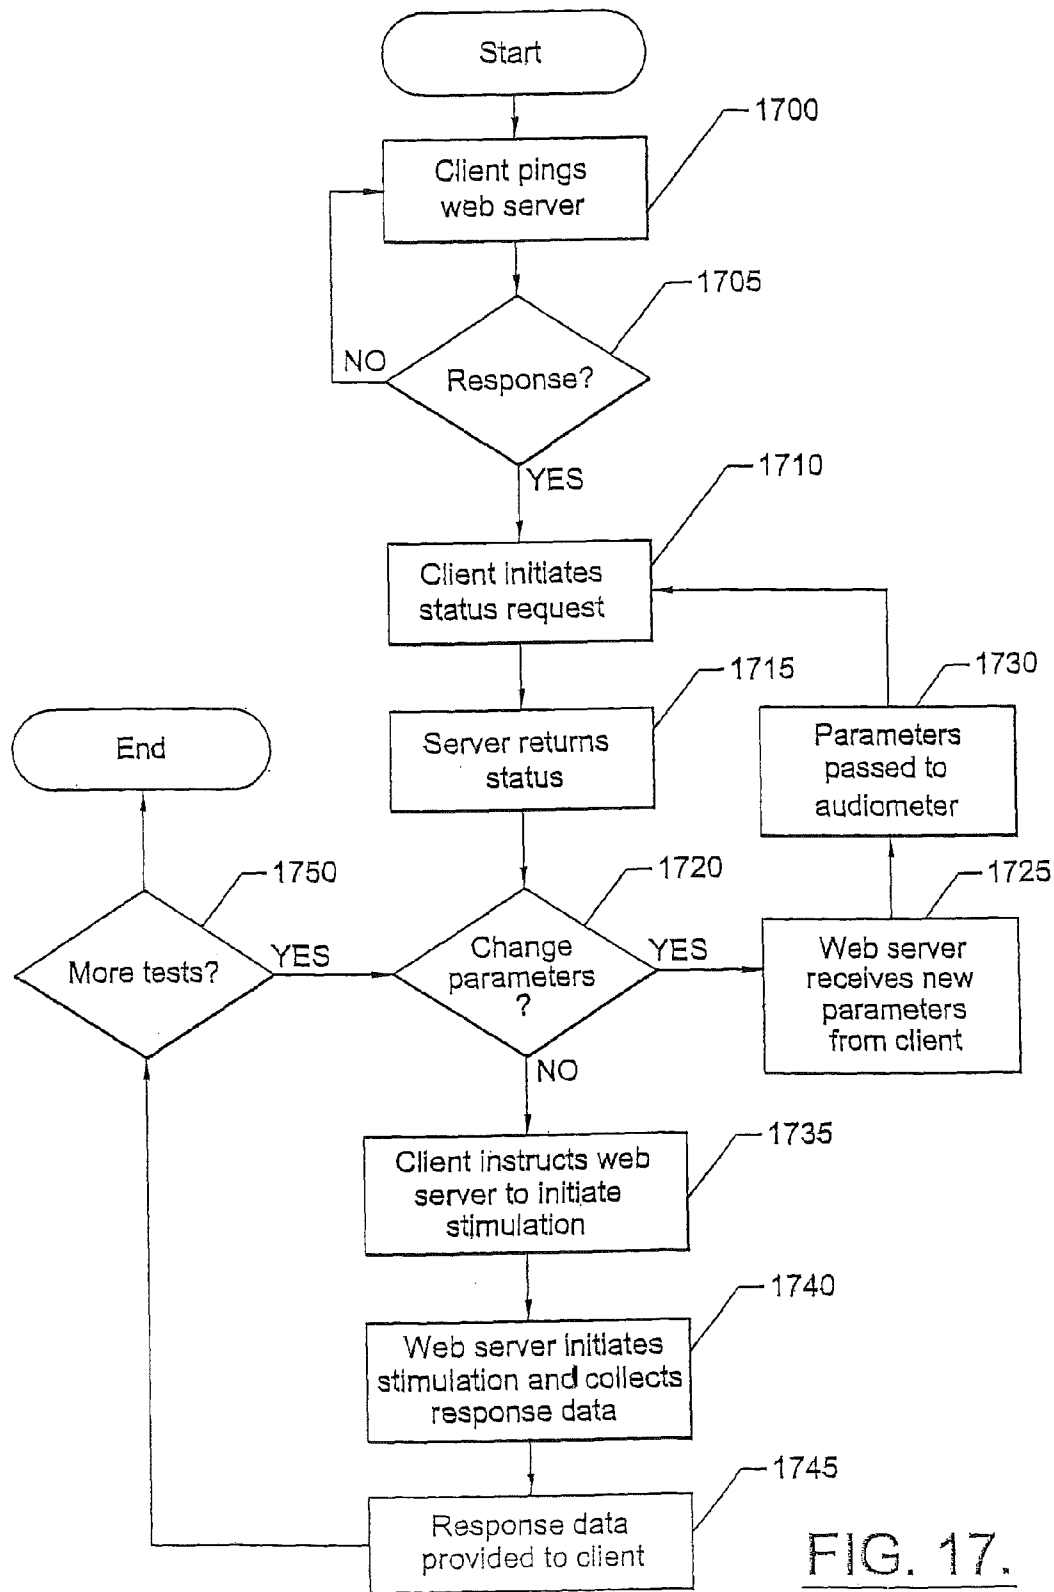 Start
1700
Client pings
web server
1705
NO
Response?
YES
1710
Client initiates
status request
1715
1730
End
Server returns
status
Parameters
passed to
audiometer
1750
1720
1725
More tests?
YES
Change
parameters
?
YES
Web server
receives new
parameters
from client
NO
1735
Client instructs web
server to initiate
stimulation
1740
Web server initiates
stimulation and collects
response data
1745
Response data
provided to client
FIG. 17.